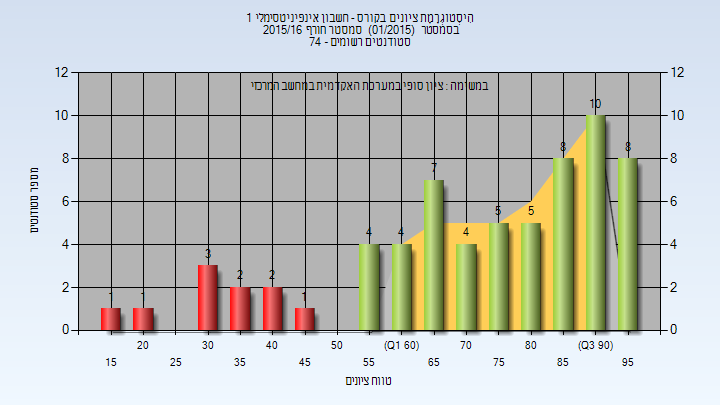 היסטוגרמת ציונים בקורס - חשבון אינפיניטסימלי 1
בסמסטר (01/2015) סמסטר חורף 2015/16
סטודנטים רשומים - 74
במשימה : ציון סופי במערכת האקדמית במחשב המרכזי
12 12
10 10
8 8
6 6
4 4
2 2
0 0
מספר סטודנטים
1 1 3 2 2 1 4 4 7 4 5 5 8 10 8
20 30 40 50 (Q1 60) 70 80 (Q3 90)
15 25 35 45 55 65 75 85 95
טווח ציונים